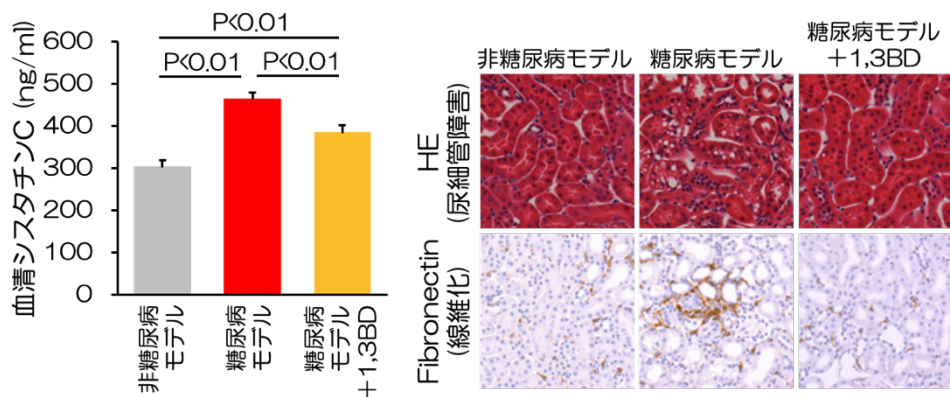 P<0.01
P<0.01
P<0.01
血清システチンC (ng/ml)
600
500
400
300
200
100
0
非糖尿病
モデル
糖尿病
モデル
糖尿病
モデル
+1,3BD
非糖尿病モデル
糖尿病モデル
糖尿病モデル
+1,3BD
HE
(尿細管障害)
Fibronectin
(線維化)